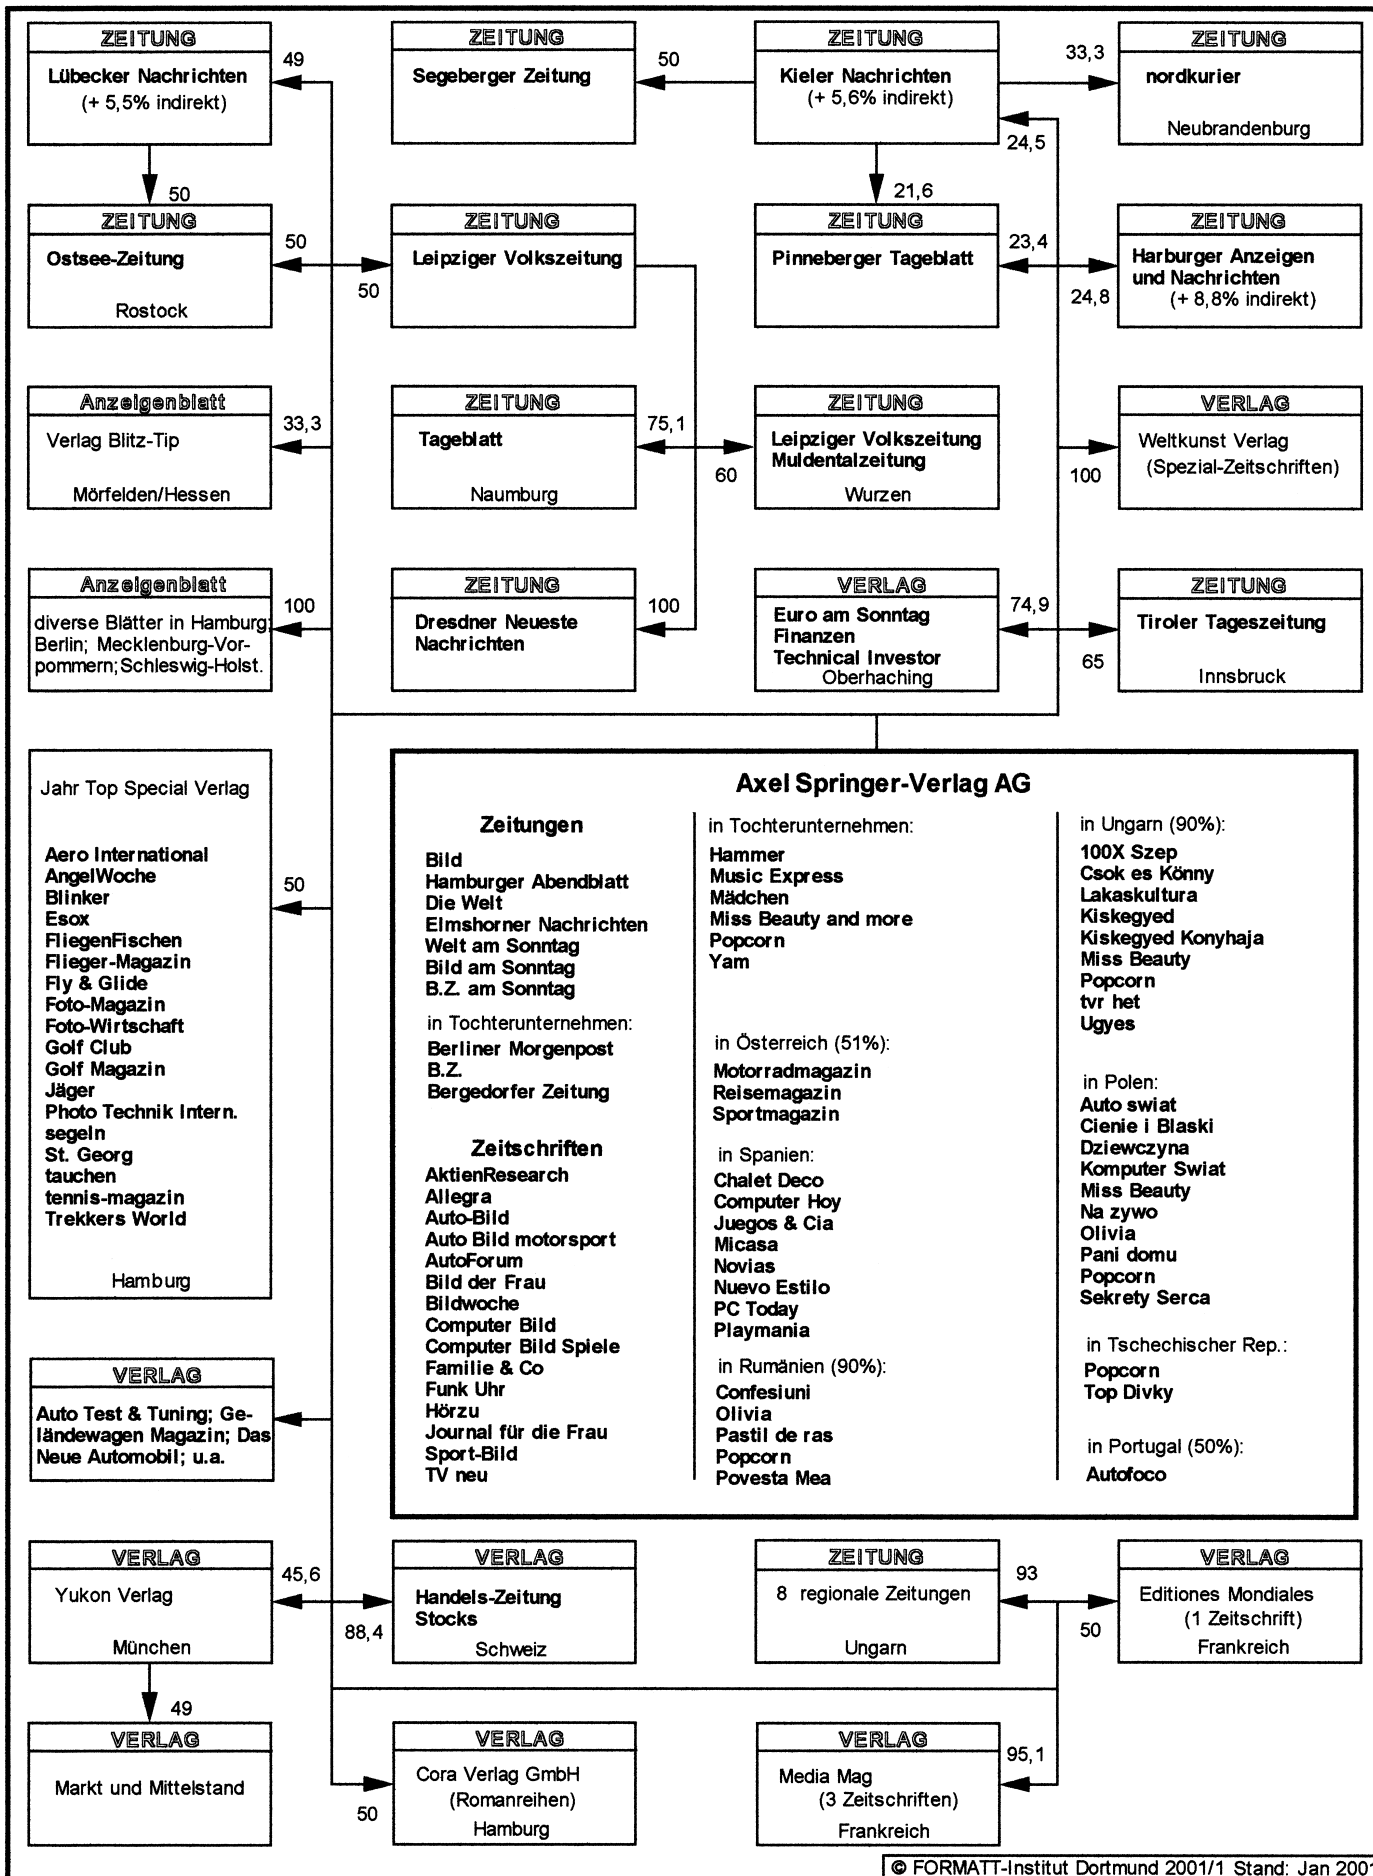 ZEITUNG
Lübecker Nachrichten
(+ 5,5% indirekt)
49
ZEITUNG
Segeberger Zeitung
50
ZEITUNG
Kieler Nachrichten
(+ 5,6% indirekt)
33,3
24,5
ZEITUNG
nordkurier
Neubrandenburg
50
21,6
ZEITUNG
Ostsee-Zeitung
Rostock
50
50
ZEITUNG
Leipziger Volkszeitung
ZEITUNG
Pinneberger Tageblatt
23,4
24,8
ZEITUNG
Harburger Anzeigen
und Nachrichten
(+ 8,8% indirekt)
Anzeigenblatt
Verlag Blitz-Tip
Mörfelden/Hessen
33,3
ZEITUNG
Tageblatt
Naumburg
75,1
60
ZEITUNG
Leipziger Volkszeitung
Muldentalzeitung
Wurzen
100
VERLAG
Weltkunst Verlag
(Spezial-Zeitschriften)
Anzeigenblatt
diverse Blätter in Hamburg;
Berlin; Mecklenburg-Vor-
pommern; Schleswig-Holst.
100
ZEITUNG
Dresdner Neueste
Nachrichten
100
VERLAG
Euro am Sonntag
Finanzen
Technical Investor
Oberhaching
74,9
65
ZEITUNG
Tiroler Tageszeitung
Innsbruck
Jahr Top Special Verlag
Aero International
AngelWoche
Blinker
Esox
FliegenFischen
Flieger-Magazin
Fly & Glide
Foto-Magazin
Foto-Wirtschaft
Golf Club
Golf Magazin
Jäger
Photo Technik Intern.
segeln
St. Georg
tauchen
tennis-magazin
Trekkers World
Hamburg
50
Axel Springer-Verlag AG
Zeitungen
Bild
Hamburger Abendblatt
Die Welt
Elmshorner Nachrichten
Welt am Sonntag
Bild am Sonntag
B.Z. am Sonntag
in Tochterunternehmen:
Berliner Morgenpost
B.Z.
Bergedorfer Zeitung
Zeitschriften
AktienResearch
Allegra
Auto-Bild
Auto Bild motorsport
AutoForum
Bild der Frau
Bildwoche
Computer Bild
Computer Bild Spiele
Familie & Co
Funk Uhr
Hörzu
Journal für die Frau
Sport-Bild
TV neu
in Tochterunternehmen:
Hammer
Music Express
Mädchen
Miss Beauty and more
Popcorn
Yam
in Österreich (51%):
Motorradmagazin
Reisemagazin
Sportmagazin
in Spanien:
Chalet Deco
Computer Hoy
Juegos & Cia
Micasa
Novias
Nuevo Estilo
PC Today
Playmania
in Rumänien (90%):
Confesiuni
Olivia
Pastil de ras
Popcorn
Povesta Mea
in Ungarn (90%):
100X Szep
Csok es Könny
Lakaskultura
Kiskegyed
Kiskegyed Konyhaja
Miss Beauty
Popcorn
tvr het
Ugyes
in Polen:
Auto swiat
Cienie i Blaski
Dziewczyna
Komputer Swiat
Miss Beauty
Na zywo
Olivia
Pani domu
Popcorn
Sekrety Serca
in Tschechischer Rep.:
Popcorn
Top Divky
in Portugal (50%):
Autofoco
VERLAG
Auto Test & Tuning; Ge-
ländewagen Magazin; Das
Neue Automobil; u.a.
VERLAG
Yukon Verlag
München
45,6
88,4
VERLAG
Handels-Zeitung
Stocks
Schweiz
ZEITUNG
8 regionale Zeitungen
Ungarn
93
50
VERLAG
Editiones Mondiales
(1 Zeitschrift)
Frankreich
49
VERLAG
Markt und Mittelstand
50
VERLAG
Cora Verlag GmbH
(Romanreihen)
Hamburg
VERLAG
Media Mag
(3 Zeitschriften)
Frankreich
95,1
© FORMATT-Institut Dortmund 2001/1 Stand: Jan 2001